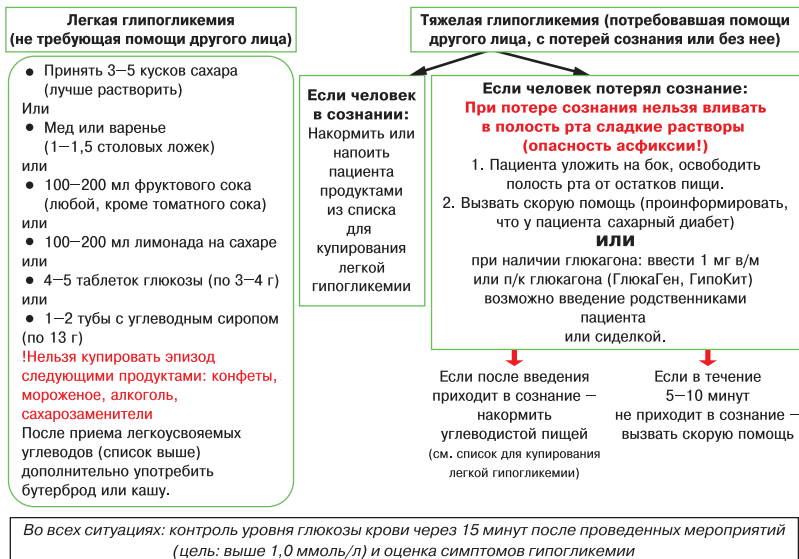 Легкая глипогликемия
(не требующая помощи другого лица)
● Принять 3–5 кусков сахара
(лучше растворить)
Или
● Мед или варенье
(1–1,5 столовых ложек)
или
● 100–200 мл фруктового сока
(любой, кроме томатного сока)
или
● 100–200 мл лимонада на сахаре
или
● 4–5 таблеток глюкозы (по 3–4 г)
или
● 1–2 тубы с углеводным сиропом
(по 13 г)
!Нельзя купировать эпизод
следующими продуктами: конфеты,
мороженое, алкоголь,
сахарозаменители
После приема легкоусвояемых
углеводов (список выше)
дополнительно употребить
бутерброд или кашу.
Тяжелая глипогликемия (потребовавшая помощи
другого лица, с потерей сознания или без нее)
Если человек
в сознании:
Накормить или
напоить
пациента
продуктами
из списка
для
купирования
легкой
гипогликемии
Если человек потерял сознание:
При потере сознания нельзя вливать
в полость рта сладкие растворы
(опасность асфиксии!)
1. Пациента уложить на бок, освободить
полость рта от остатков пищи.
2. Вызвать скорую помощь (проинформировать,
что у пациента сахарный диабет)
ИЛИ
при наличии глюкагона: ввести 1 мг в/м
или п/к глюкагона (ГлюкаГен, ГипоКит)
возможно введение родственниками
пациента
или сиделкой.
Если после введения
приходит в сознание –
накормить
углеводистой пищей
(см. список для купирования
легкой гипогликемии)
Если в течение
5–10 минут
не приходит в сознание –
вызвать скорую помощь
Во всех ситуациях: контроль уровня глюкозы крови через 15 минут после проведенных мероприятий
(цель: выше 1,0 ммоль/л) и оценка симптомов гипогликемии